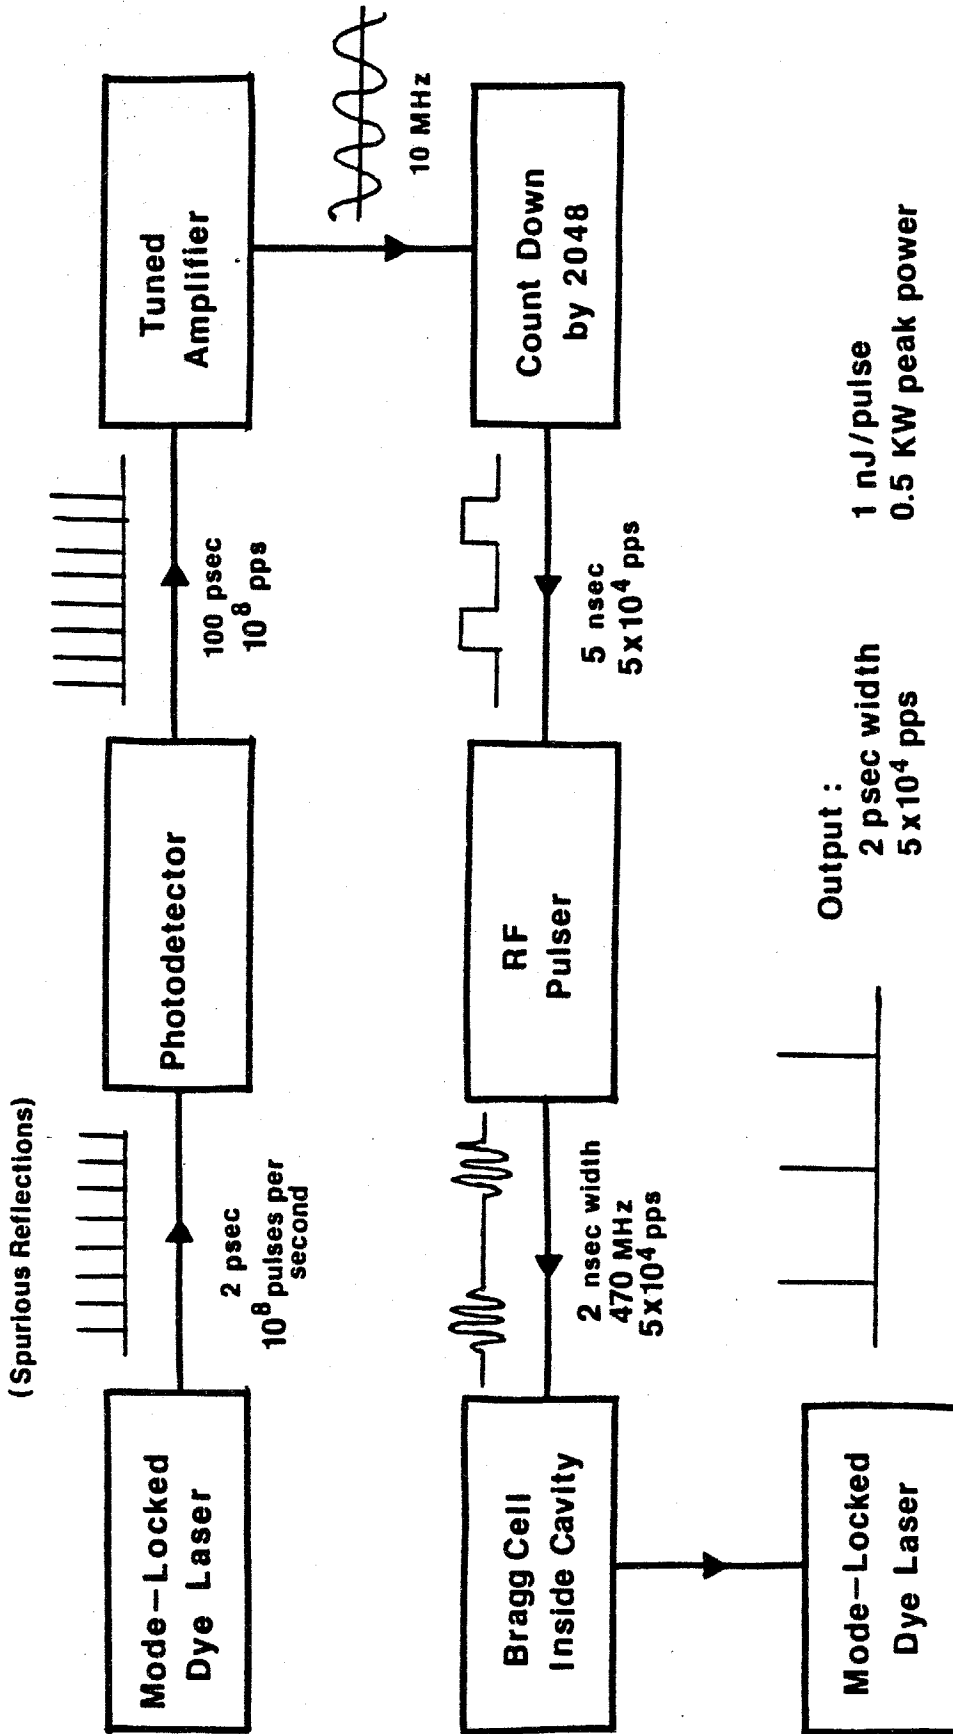 (Spurious Reflections)
Mode-Locked
Dye Laser
2 psec
10⁸ pulses per
second
Photodetector
100 psec
10⁸ pps
Tuned
Amplifier
10 MHz
Count Down
by 2048
5 nsec
5x10⁴ pps
RF
Pulser
2 nsec width
470 MHz
5x10⁴ pps
Bragg Cell
Inside Cavity
Mode-Locked
Dye Laser
Output :
2 psec width
5x10⁴ pps
1 nJ/pulse
0.5 KW peak power